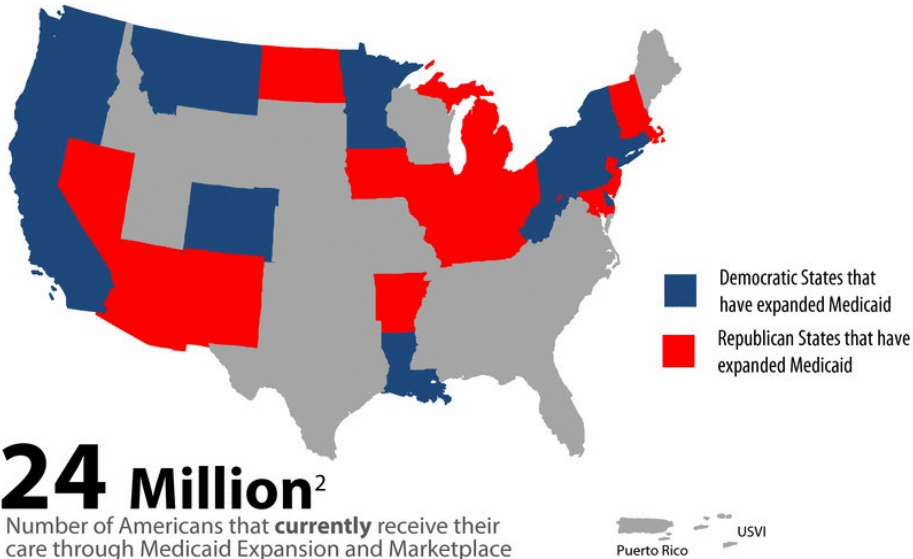 Democratic States that
have expanded Medicaid
Republican States that have
expanded Medicaid
24 Million2
Number of Americans that currently receive their
care through Medicaid Expansion and Marketplace
Puerto Rico
USVI